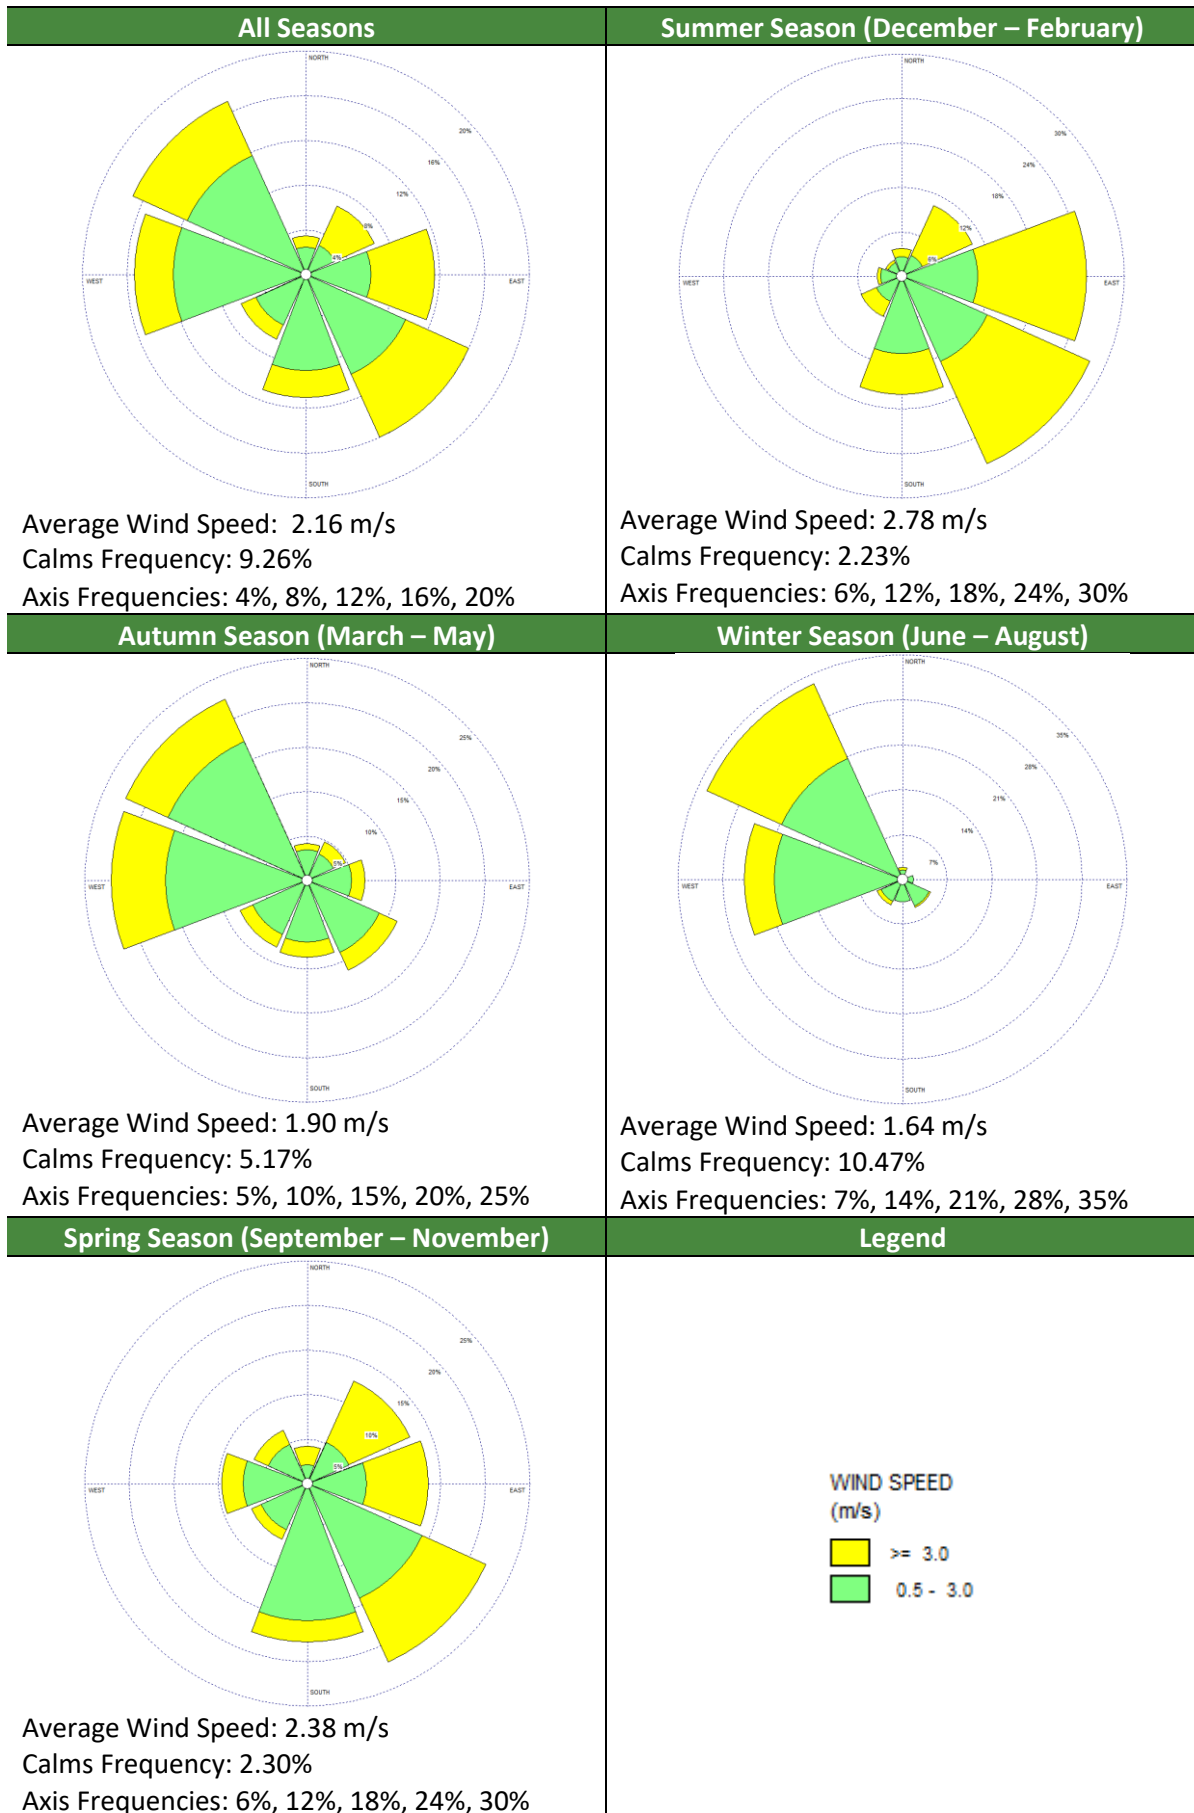 All Seasons
Summer Season (December – February)
NORTH
20%
16%
12%
8%
4%
WEST
EAST
SOUTH
Average Wind Speed: 2.16 m/s
Calms Frequency: 9.26%
Axis Frequencies: 4%, 8%, 12%, 16%, 20%
NORTH
30%
24%
18%
12%
6%
WEST
EAST
SOUTH
Average Wind Speed: 2.78 m/s
Calms Frequency: 2.23%
Axis Frequencies: 6%, 12%, 18%, 24%, 30%
Autumn Season (March – May)
Winter Season (June – August)
NORTH
25%
20%
15%
10%
5%
WEST
EAST
SOUTH
Average Wind Speed: 1.90 m/s
Calms Frequency: 5.17%
Axis Frequencies: 5%, 10%, 15%, 20%, 25%
NORTH
35%
28%
21%
14%
7%
WEST
EAST
SOUTH
Average Wind Speed: 1.64 m/s
Calms Frequency: 10.47%
Axis Frequencies: 7%, 14%, 21%, 28%, 35%
Spring Season (September – November)
Legend
NORTH
25%
20%
15%
10%
5%
WEST
EAST
SOUTH
Average Wind Speed: 2.38 m/s
Calms Frequency: 2.30%
Axis Frequencies: 6%, 12%, 18%, 24%, 30%
WIND SPEED
(m/s)
>= 3.0
0.5 - 3.0